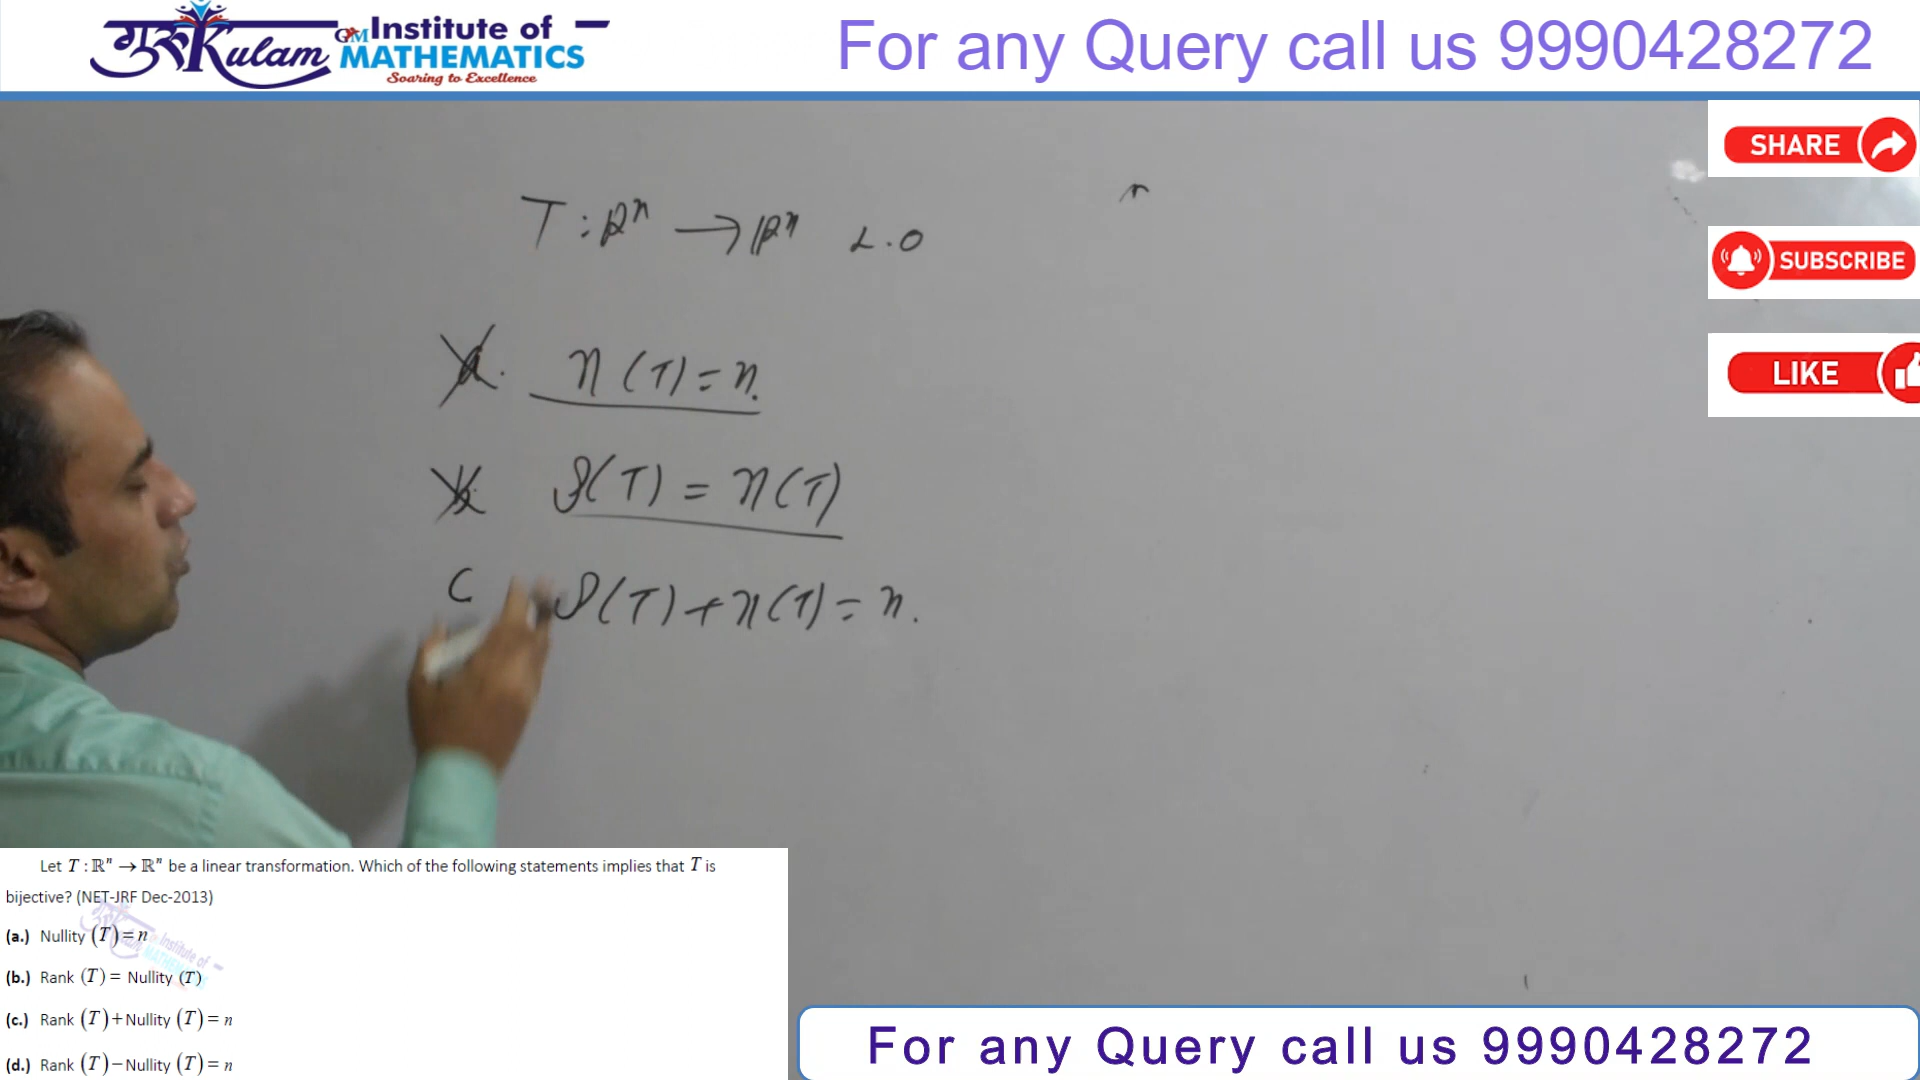 गुरुKulam GM Institute of MATHEMATICS
Soaring to Excellence
For any Query call us 9990428272
SHARE
SUBSCRIBE
LIKE
T : ℝⁿ → ℝⁿ L.O
a. η(T) = n.
b. ρ(T) = η(T)
c ρ(T) + η(T) = n.
Let T : ℝⁿ → ℝⁿ be a linear transformation. Which of the following statements implies that T is
bijective? (NET-JRF Dec-2013)
(a.) Nullity (T) = n
(b.) Rank (T) = Nullity (T)
(c.) Rank (T) + Nullity (T) = n
(d.) Rank (T) − Nullity (T) = n
For any Query call us 9990428272